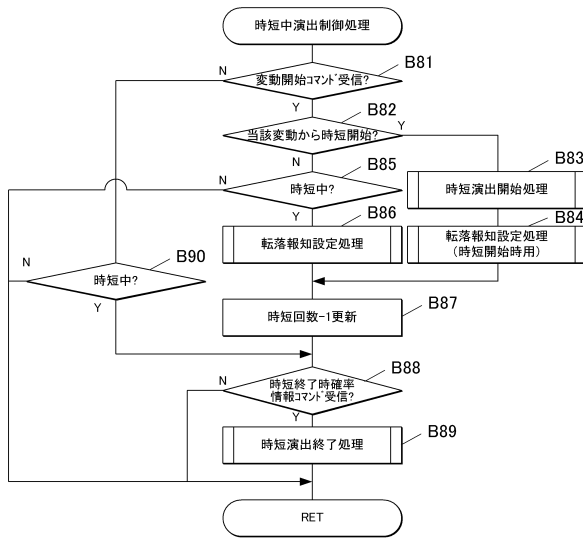 時短中演出制御処理
B81
N
変動開始ｺﾏﾝﾄﾞ受信?
Y
B82
当該変動から時短開始?
Y
N
B85
B83
時短演出開始処理
N
時短中?
Y
B86
B84
転落報知設定処理
転落報知設定処理
(時短開始時用)
B90
N
時短中?
Y
B87
時短回数-1更新
B88
N
時短終了時確率
情報ｺﾏﾝﾄﾞ受信?
Y
B89
時短演出終了処理
RET